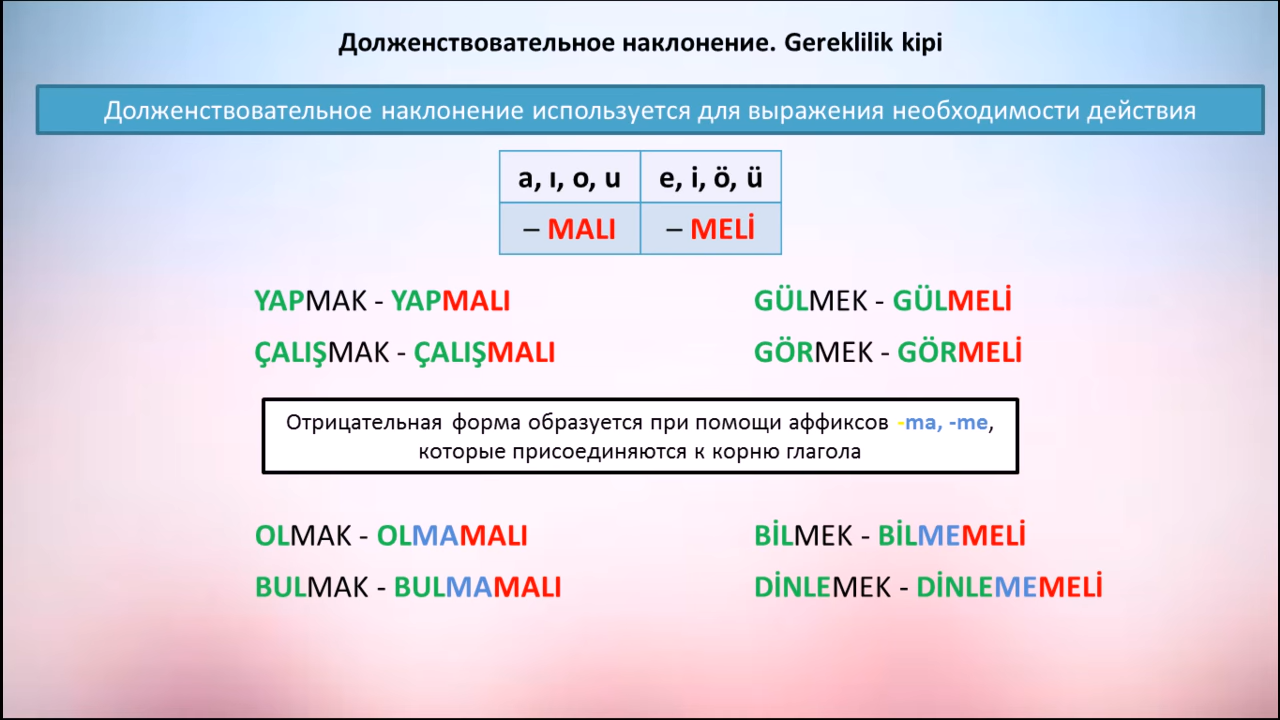 Долженствовательное наклонение. Gereklilik kipi
Долженствовательное наклонение используется для выражения необходимости действия
a, ı, o, u e, i, ö, ü
– MALI – MELİ
YAPMAK - YAPMALI GÜLMEK - GÜLMELİ
ÇALIŞMAK - ÇALIŞMALI GÖRMEK - GÖRMELİ
Отрицательная форма образуется при помощи аффиксов -ma, -me,
которые присоединяются к корню глагола
OLMAK - OLMAMALI BİLMEK - BİLMEMELİ
BULMAK - BULMAMALI DİNLEMEK - DİNLEMEMELİ